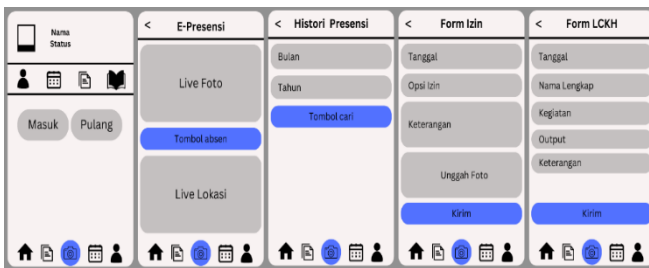 Nama
Status
Masuk
Pulang
< E-Presensi
Live Foto
Tombol absen
Live Lokasi
< Histori Presensi
Bulan
Tahun
Tombol cari
< Form Izin
Tanggal
Opsi Izin
Keterangan
Unggah Foto
Kirim
< Form LCKH
Tanggal
Nama Lengkap
Kegiatan
Output
Keterangan
Kirim